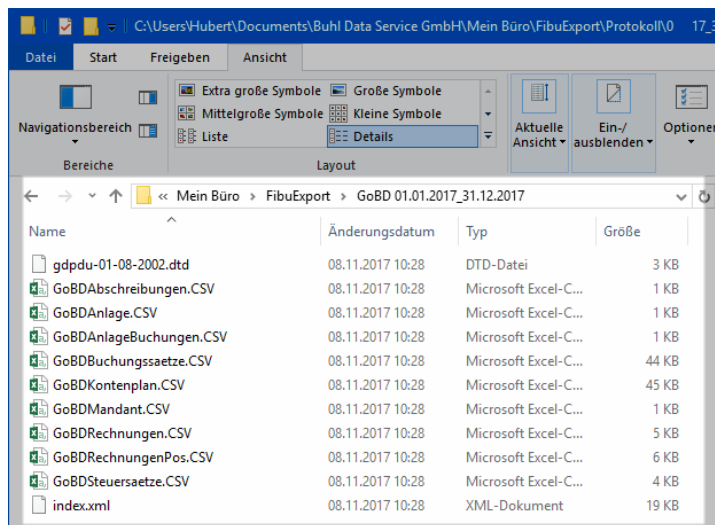 C:\Users\Hubert\Documents\Buhl Data Service GmbH\Mein Büro\FibuExport\Protokoll\0 17_3
Datei Start Freigeben Ansicht
Extra große Symbole Große Symbole
Mittelgroße Symbole Kleine Symbole
Liste Details
Navigationsbereich
Aktuelle Ansicht
Ein-/ ausblenden
Optionen
Bereiche Layout
« Mein Büro > FibuExport > GoBD 01.01.2017_31.12.2017
Name Änderungsdatum Typ Größe
gdpdu-01-08-2002.dtd 08.11.2017 10:28 DTD-Datei 3 KB
GoBDAbschreibungen.CSV 08.11.2017 10:28 Microsoft Excel-C... 1 KB
GoBDAnlage.CSV 08.11.2017 10:28 Microsoft Excel-C... 1 KB
GoBDAnlageBuchungen.CSV 08.11.2017 10:28 Microsoft Excel-C... 1 KB
GoBDBuchungssaetze.CSV 08.11.2017 10:28 Microsoft Excel-C... 44 KB
GoBDKontenplan.CSV 08.11.2017 10:28 Microsoft Excel-C... 45 KB
GoBDMandant.CSV 08.11.2017 10:28 Microsoft Excel-C... 1 KB
GoBDRechnungen.CSV 08.11.2017 10:28 Microsoft Excel-C... 5 KB
GoBDRechnungenPos.CSV 08.11.2017 10:28 Microsoft Excel-C... 6 KB
GoBDSteuersaetze.CSV 08.11.2017 10:28 Microsoft Excel-C... 4 KB
index.xml 08.11.2017 10:28 XML-Dokument 19 KB